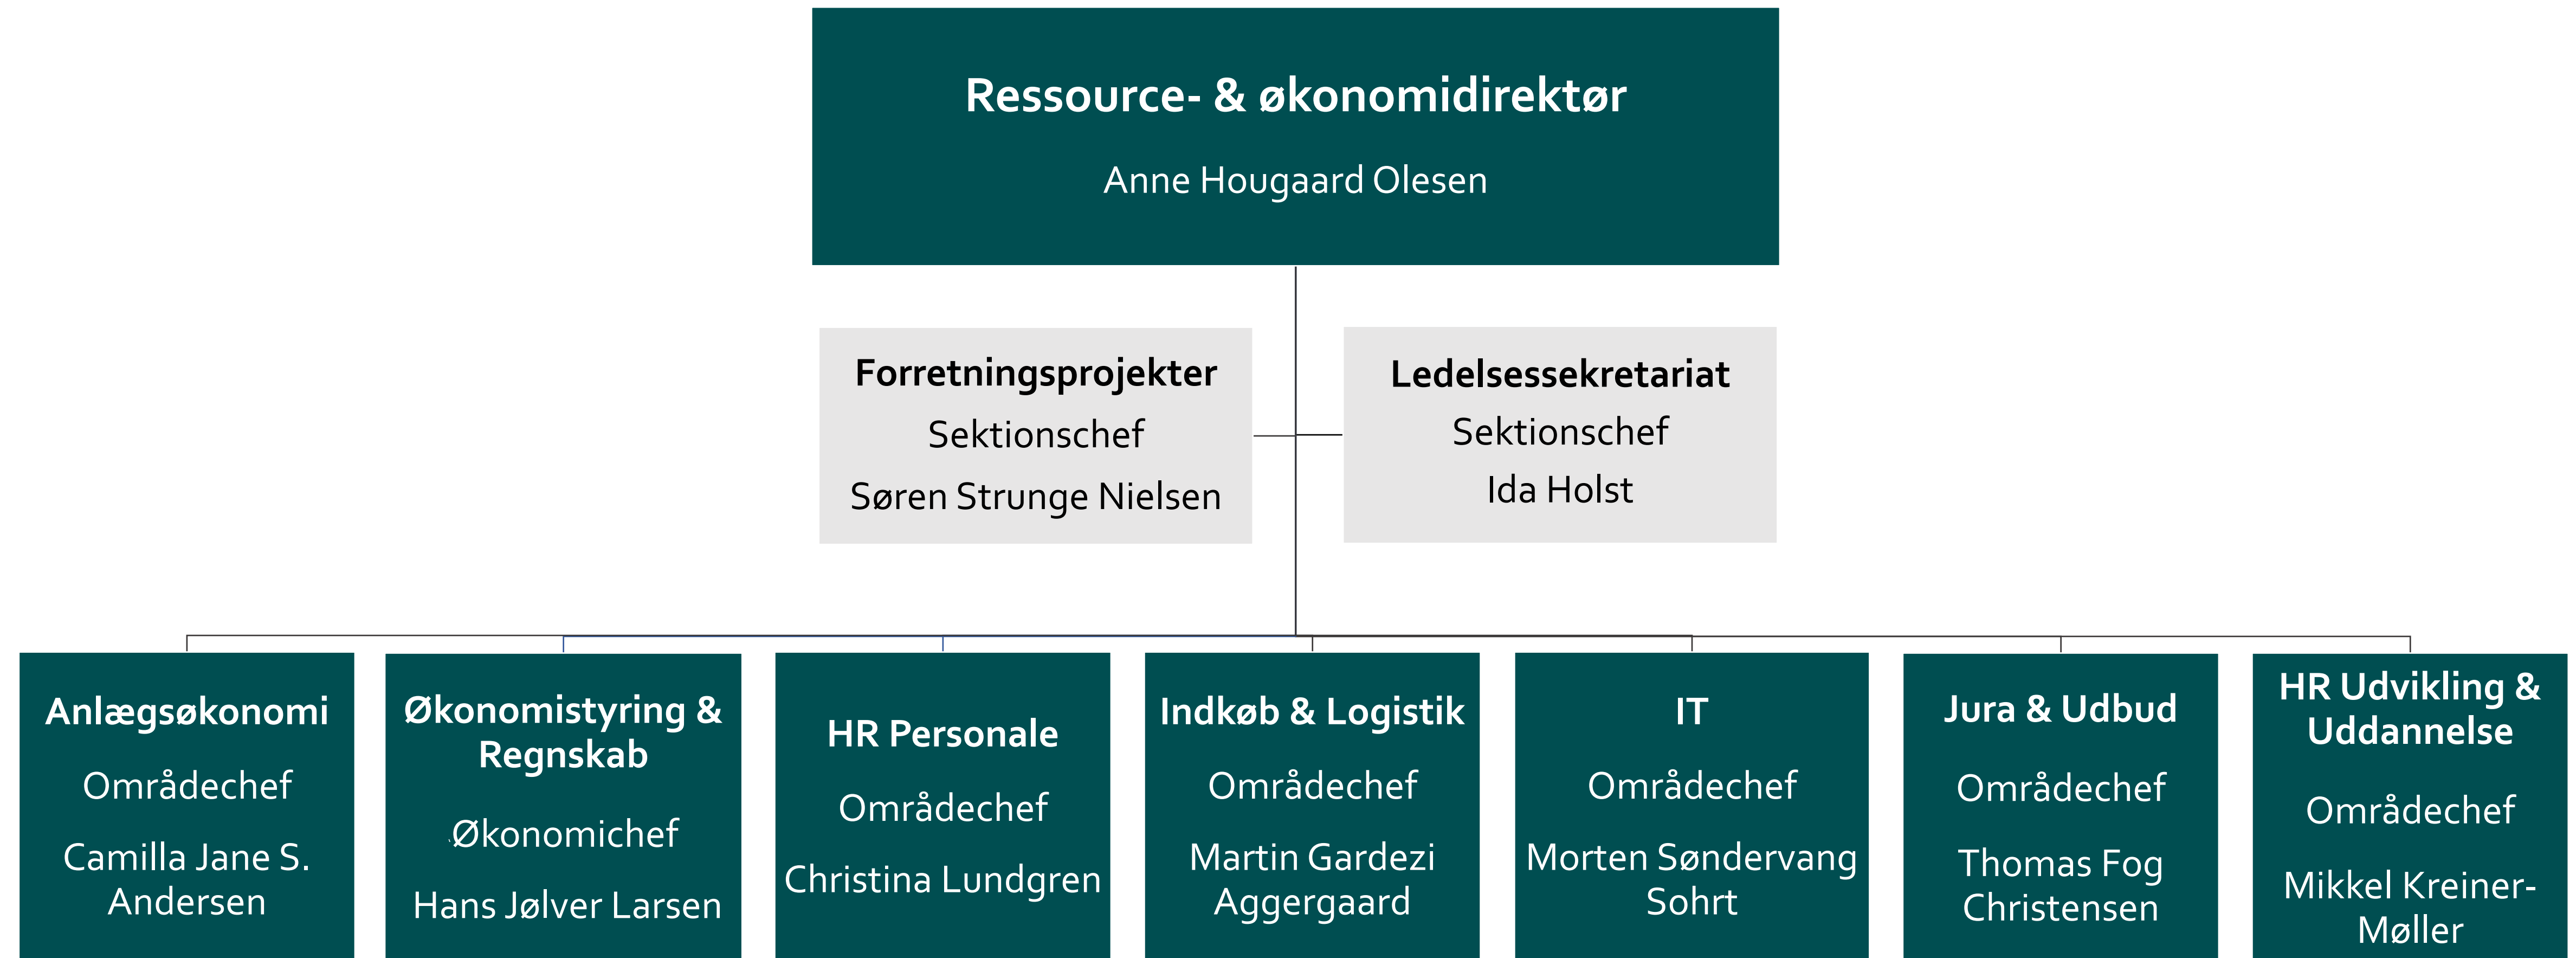 Ressource- & økonomidirektør
Anne Hougaard Olesen
Forretningsprojekter
Sektionschef
Søren Strunge Nielsen
Ledelsessekretariat
Sektionschef
Ida Holst
Anlægsøkonomi
Områdechef
Camilla Jane S.
Andersen
Økonomistyring &
Regnskab
Økonomichef
Hans Jølver Larsen
HR Personale
Områdechef
Christina Lundgren
Indkøb & Logistik
Områdechef
Martin Gardezi
Aggergaard
IT
Områdechef
Morten Søndervang
Sohrt
Jura & Udbud
Områdechef
Thomas Fog
Christensen
HR Udvikling &
Uddannelse
Områdechef
Mikkel Kreiner-
Møller